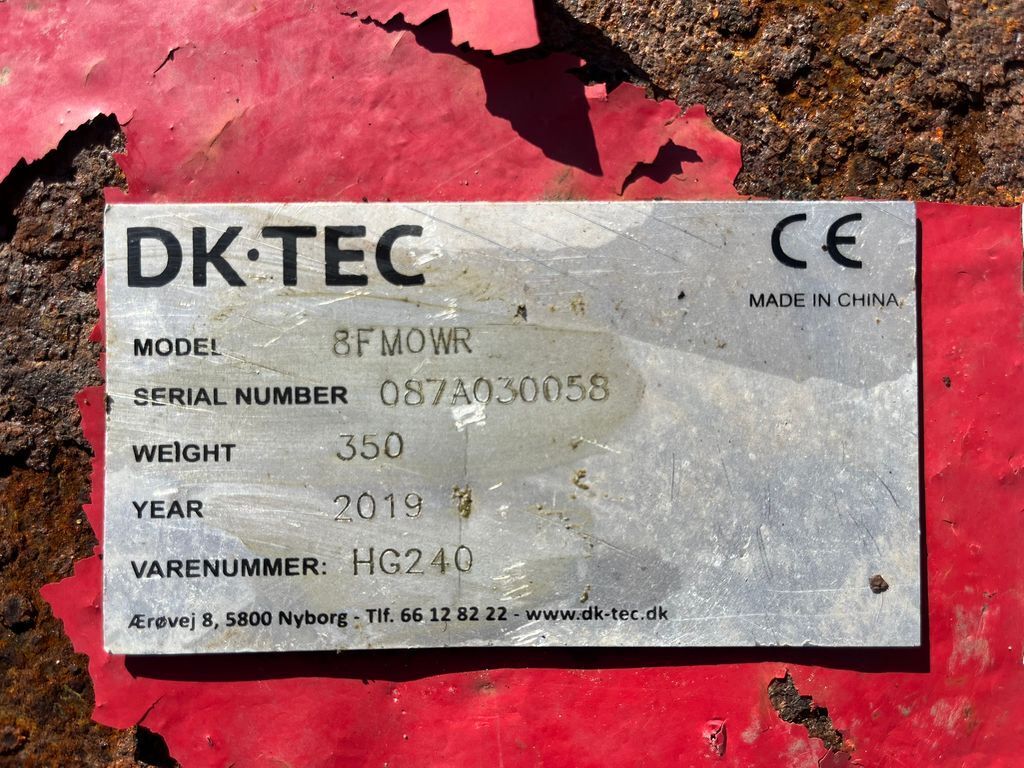 DK·TEC
CE
MADE IN CHINA
MODEL 8FMOWR
SERIAL NUMBER 087A030058
WEIGHT 350
YEAR 2019
VARENUMMER: HG240
Ærøvej 8, 5800 Nyborg - Tlf. 66 12 82 22 - www.dk-tec.dk